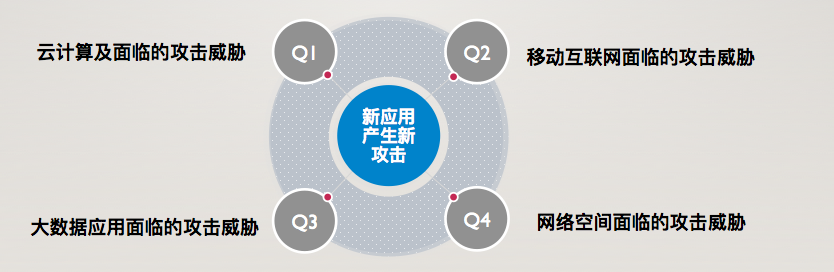 云计算及面临的攻击威胁
Q1
Q2
移动互联网面临的攻击威胁
新应用
产生新
攻击
大数据应用面临的攻击威胁
Q3
Q4
网络空间面临的攻击威胁